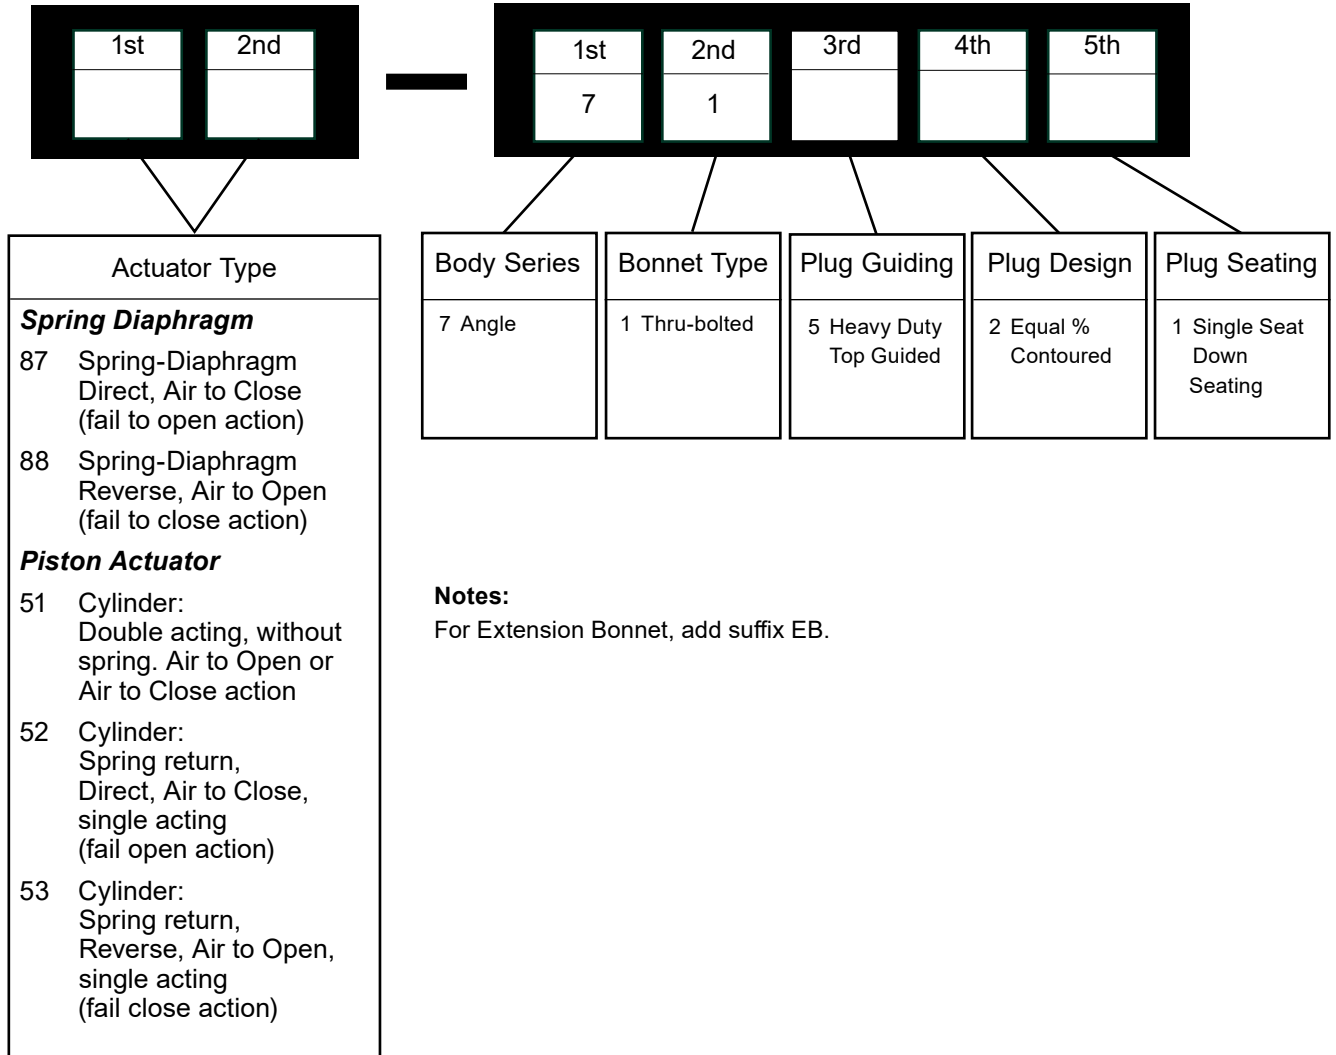 1st 2nd
1st 2nd 3rd 4th 5th
7 1
Actuator Type
Spring Diaphragm
87 Spring-Diaphragm
Direct, Air to Close
(fail to open action)
88 Spring-Diaphragm
Reverse, Air to Open
(fail to close action)
Piston Actuator
51 Cylinder:
Double acting, without
spring. Air to Open or
Air to Close action
52 Cylinder:
Spring return,
Direct, Air to Close,
single acting
(fail open action)
53 Cylinder:
Spring return,
Reverse, Air to Open,
single acting
(fail close action)
Body Series
7 Angle
Bonnet Type
1 Thru-bolted
Plug Guiding
5 Heavy Duty
Top Guided
Plug Design
2 Equal %
Contoured
Plug Seating
1 Single Seat
Down
Seating
Notes:
For Extension Bonnet, add suffix EB.